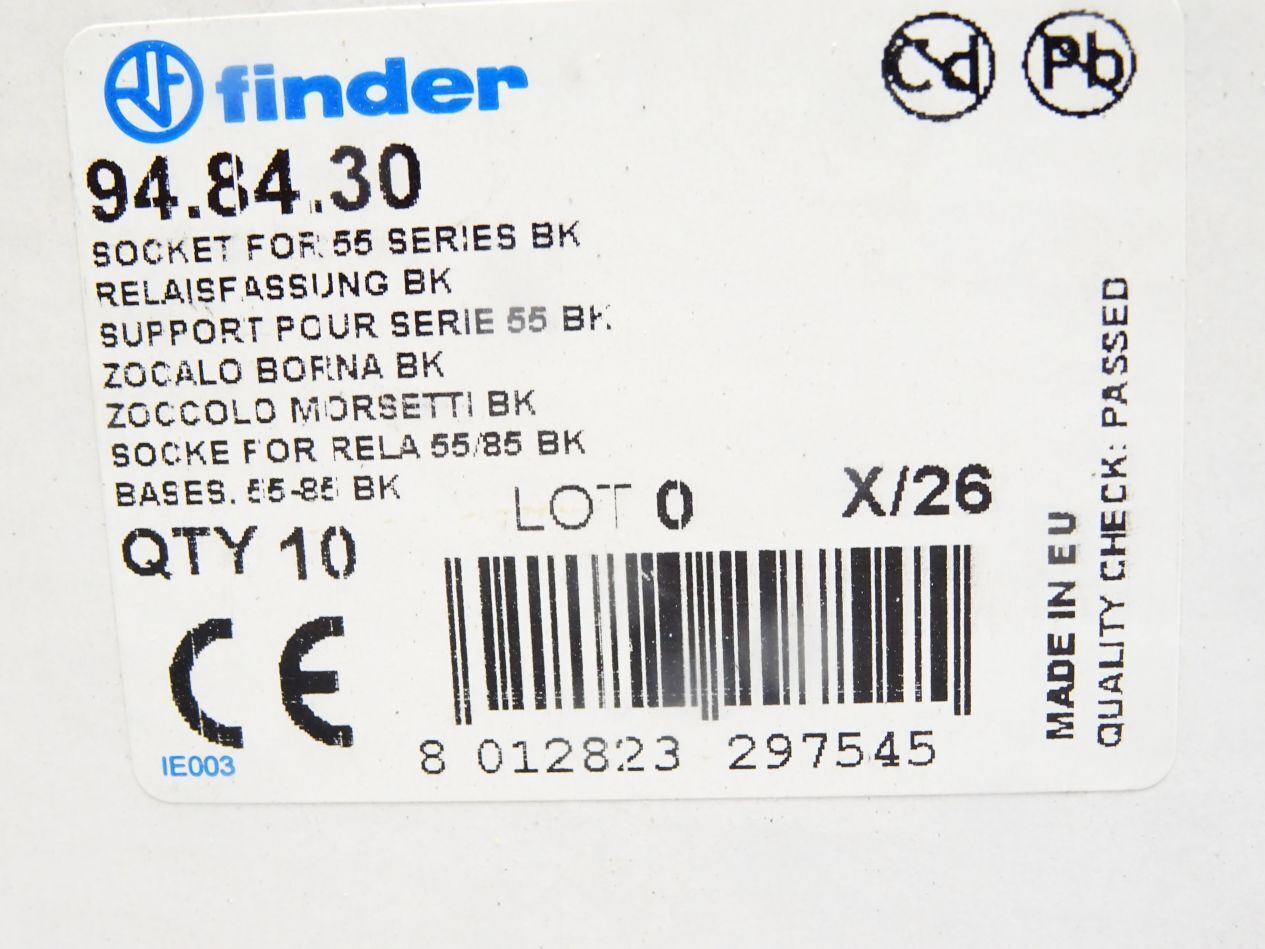 finder
Cd Pb
94.84.30
SOCKET FOR 55 SERIES BK
RELAISFASSUNG BK
SUPPORT POUR SERIE 55 BK
ZOCALO BORNA BK
ZOCCOLO MORSETTI BK
SOCKE FOR RELA 55/85 BK
BASES. 55-85 BK
LOT 0 X/26
QTY 10
CE
IE003
8 012823 297545
MADE IN EU
QUALITY CHECK: PASSED